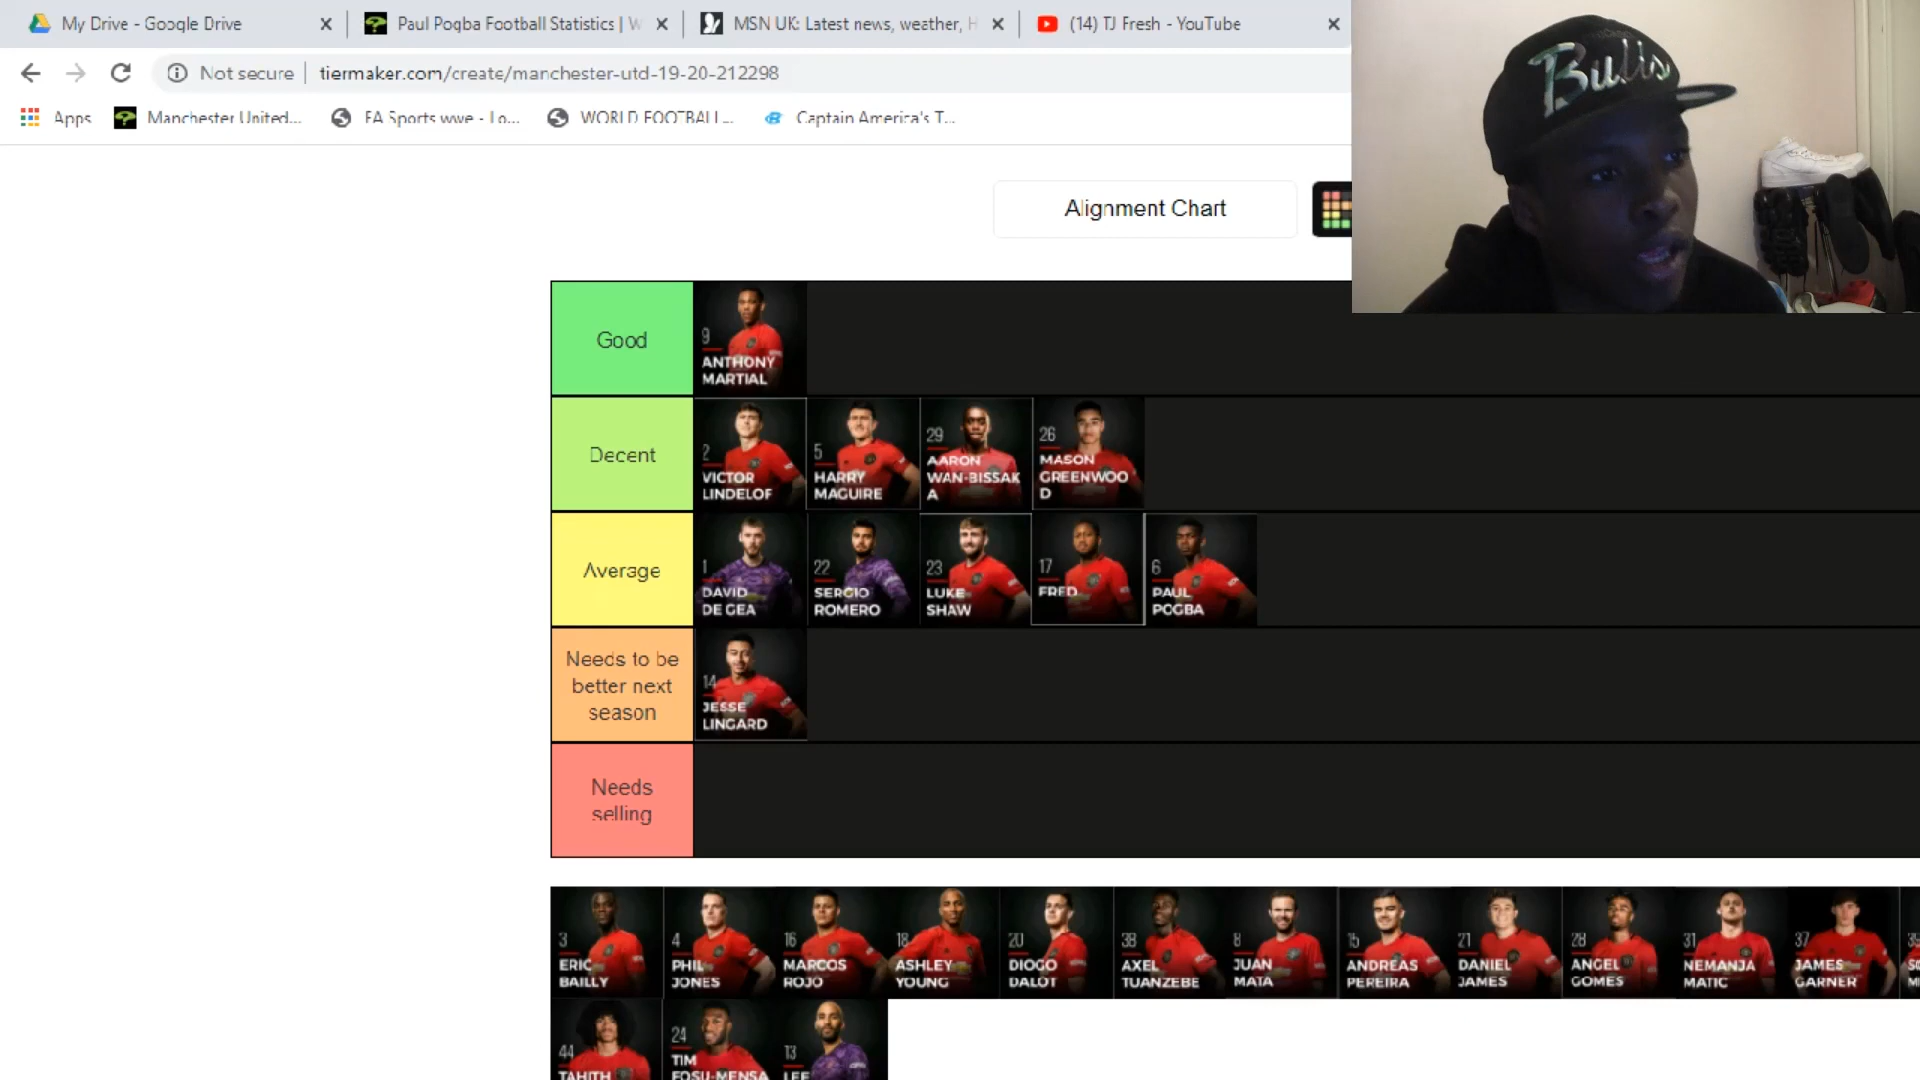 My Drive - Google Drive
Paul Pogba Football Statistics | W
MSN UK: Latest news, weather, H
(14) TJ Fresh - YouTube
Not secure
tiermaker.com/create/manchester-utd-19-20-212298
Apps
Manchester United...
EA Sports wwe - Lo...
WORLD FOOTBALL...
Captain America's T...
Bulls
Alignment Chart
Good
9
ANTHONY
MARTIAL
Decent
2
VICTOR
LINDELOF
5
HARRY
MAGUIRE
29
AARON
WAN-BISSAK
A
26
MASON
GREENWOO
D
Average
1
DAVID
DE GEA
22
SERGIO
ROMERO
23
LUKE
SHAW
17
FRED
6
PAUL
POGBA
Needs to be
better next
season
14
JESSE
LINGARD
Needs
selling
3
ERIC
BAILLY
4
PHIL
JONES
16
MARCOS
ROJO
18
ASHLEY
YOUNG
20
DIOGO
DALOT
38
AXEL
TUANZEBE
8
JUAN
MATA
15
ANDREAS
PEREIRA
21
DANIEL
JAMES
28
ANGEL
GOMES
31
NEMANJA
MATIC
37
JAMES
GARNER
44
TAHITH
24
TIM
FOSU-MENSA
13
LEE